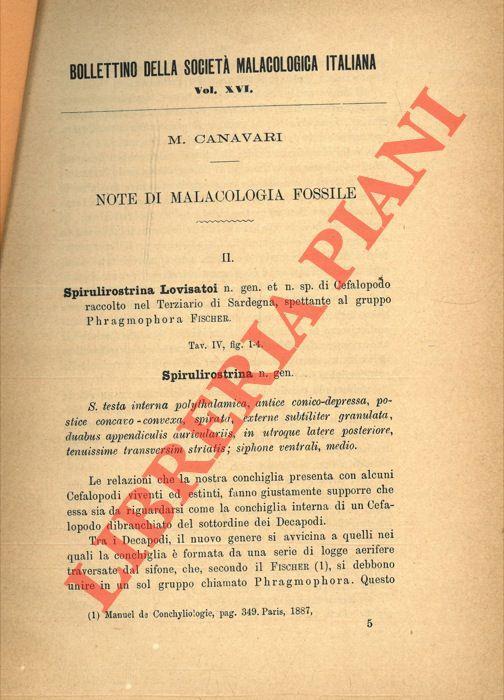 BOLLETTINO DELLA SOCIETÀ MALACOLOGICA ITALIANA
Vol. XVI.
M. CANAVARI
NOTE DI MALACOLOGIA FOSSILE
II.
Spirulirostrina Lovisatoi n. gen. et n. sp. di Cefalopodo
raccolto nel Terziario di Sardegna, spettante al gruppo
Phragmophora FISCHER.
Tav. IV, fig. 1-4.
Spirulirostrina n. gen.
S. testa interna polythalamica, antice conico-depressa, po-
stice concavo-convexa, spirata, externe subtiliter granulata,
duabus appendiculis auriculariis, in utroque latere posteriore,
tenuissime transversim striatis; siphone ventrali, medio.
Le relazioni che la nostra conchiglia presenta con alcuni
Cefalopodi viventi ed estinti, fanno giustamente supporre che
essa sia da riguardarsi come la conchiglia interna di un Cefa-
lopodo dibranchiato del sottordine dei Decapodi.
Tra i Decapodi, il nuovo genere si avvicina a quelli nei
quali la conchiglia è formata da una serie di logge aerifere
traversate dal sifone, che, secondo il FISCHER (1), si debbono
unire in un sol gruppo chiamato Phragmophora. Questo
(1) Manuel de Conchyliologie, pag. 349. Paris, 1887,
5
LIBRERIA PIANI